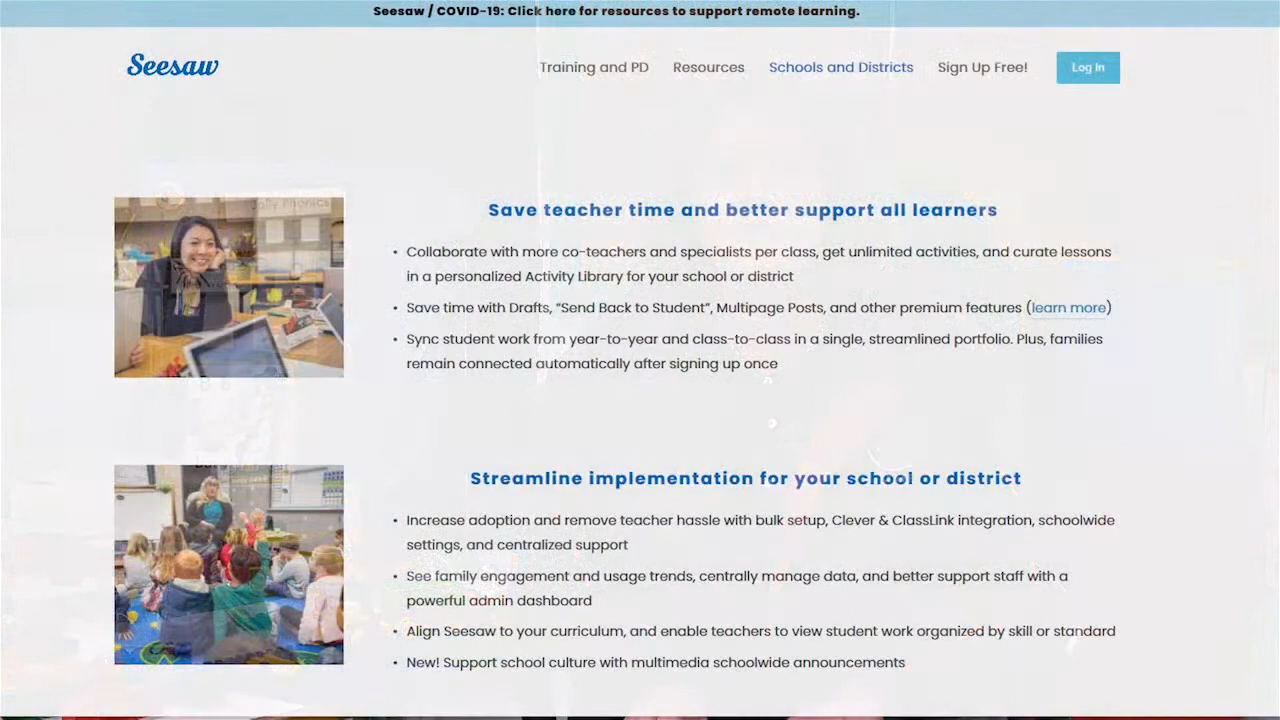 Seesaw / COVID-19: Click here for resources to support remote learning.
Seesaw
Training and PD
Resources
Schools and Districts
Sign Up Free!
Log In
Jolly Phonics
Save teacher time and better support all learners
• Collaborate with more co-teachers and specialists per class, get unlimited activities, and curate lessons
in a personalized Activity Library for your school or district
• Save time with Drafts, “Send Back to Student”, Multipage Posts, and other premium features (learn more)
• Sync student work from year-to-year and class-to-class in a single, streamlined portfolio. Plus, families
remain connected automatically after signing up once
Streamline implementation for your school or district
• Increase adoption and remove teacher hassle with bulk setup, Clever & ClassLink integration, schoolwide
settings, and centralized support
• See family engagement and usage trends, centrally manage data, and better support staff with a
powerful admin dashboard
• Align Seesaw to your curriculum, and enable teachers to view student work organized by skill or standard
• New! Support school culture with multimedia schoolwide announcements